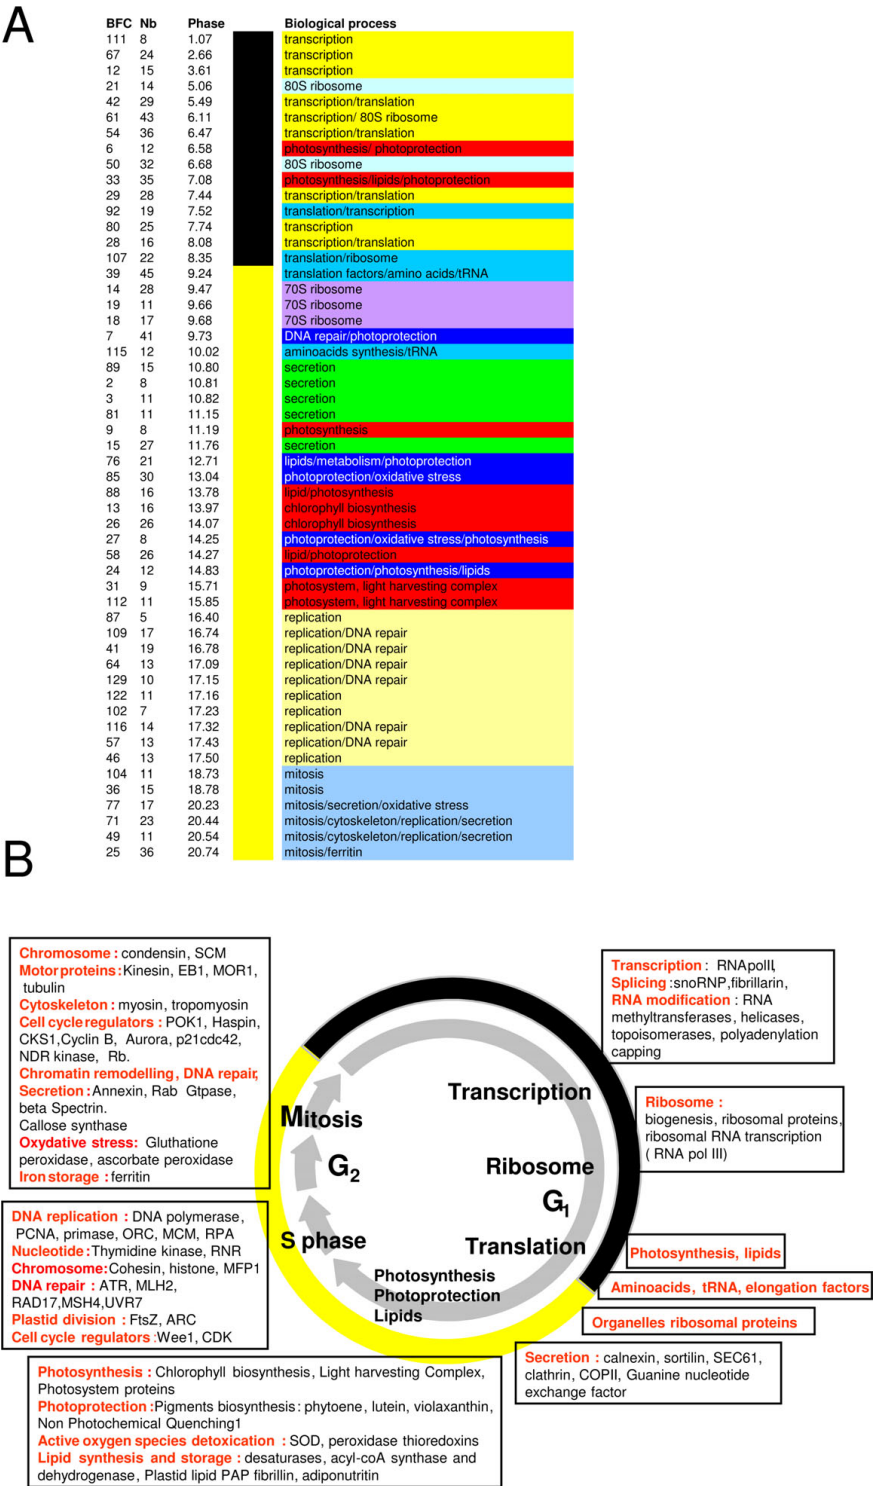 A
BFC Nb Phase Biological process
111 8 1.07 transcription
67 24 2.66 transcription
12 15 3.61 transcription
21 14 5.06 80S ribosome
42 29 5.49 transcription/translation
61 43 6.11 transcription/ 80S ribosome
54 36 6.47 transcription/translation
6 12 6.58 photosynthesis/ photoprotection
50 32 6.68 80S ribosome
33 35 7.08 photosynthesis/lipids/photoprotection
29 28 7.44 transcription/translation
92 19 7.52 translation/transcription
80 25 7.74 transcription
28 16 8.08 transcription/translation
107 22 8.35 translation/ribosome
39 45 9.24 translation factors/amino acids/tRNA
14 28 9.47 70S ribosome
19 11 9.66 70S ribosome
18 17 9.68 70S ribosome
7 41 9.73 DNA repair/photoprotection
115 12 10.02 aminoacids synthesis/tRNA
89 15 10.80 secretion
2 8 10.81 secretion
3 11 10.82 secretion
81 11 11.15 secretion
9 8 11.19 photosynthesis
15 27 11.76 secretion
76 21 12.71 lipids/metabolism/photoprotection
85 30 13.04 photoprotection/oxidative stress
88 16 13.78 lipid/photosynthesis
13 16 13.97 chlorophyll biosynthesis
26 26 14.07 chlorophyll biosynthesis
27 8 14.25 photoprotection/oxidative stress/photosynthesis
58 26 14.27 lipid/photoprotection
24 12 14.83 photoprotection/photosynthesis/lipids
31 9 15.71 photosystem, light harvesting complex
112 11 15.85 photosystem, light harvesting complex
87 5 16.40 replication
109 17 16.74 replication/DNA repair
41 19 16.78 replication/DNA repair
64 13 17.09 replication/DNA repair
129 10 17.15 replication/DNA repair
122 11 17.16 replication
102 7 17.23 replication
116 14 17.32 replication/DNA repair
57 13 17.43 replication/DNA repair
46 13 17.50 replication
104 11 18.73 mitosis
36 15 18.78 mitosis
77 17 20.23 mitosis/secretion/oxidative stress
71 23 20.44 mitosis/cytoskeleton/replication/secretion
49 11 20.54 mitosis/cytoskeleton/replication/secretion
25 36 20.74 mitosis/ferritin
B
Chromosome : condensin, SCM
Motor proteins :Kinesin, EB1, MOR1,
tubulin
Cytoskeleton : myosin, tropomyosin
Cell cycle regulators : POK1, Haspin,
CKS1,Cyclin B, Aurora, p21cdc42,
NDR kinase, Rb.
Chromatin remodelling, DNA repair,
Secretion :Annexin, Rab Gtpase,
beta Spectrin.
Callose synthase
Oxydative stress: Gluthatione
peroxidase, ascorbate peroxidase
Iron storage : ferritin
DNA replication : DNA polymerase,
PCNA, primase, ORC, MCM, RPA
Nucleotide :Thymidine kinase, RNR
Chromosome:Cohesin, histone, MFP1
DNA repair : ATR, MLH2,
RAD17,MSH4,UVR7
Plastid division : FtsZ, ARC
Cell cycle regulators :Wee1, CDK
Photosynthesis : Chlorophyll biosynthesis, Light harvesting Complex,
Photosystem proteins
Photoprotection :Pigments biosynthesis : phytoene, lutein, violaxanthin,
Non Photochemical Quenching1
Active oxygen species detoxication : SOD, peroxidase thioredoxins
Lipid synthesis and storage : desaturases, acyl-coA synthase and
dehydrogenase, Plastid lipid PAP fibrillin, adiponutritin
Mitosis
G2
S phase
Photosynthesis
Photoprotection
Lipids
Transcription
Ribosome
G1
Translation
Transcription : RNApolII,
Splicing :snoRNP,fibrillarin,
RNA modification : RNA
methyltransferases, helicases,
topoisomerases, polyadenylation
capping
Ribosome :
biogenesis, ribosomal proteins,
ribosomal RNA transcription
( RNA pol III)
Photosynthesis, lipids
Aminoacids, tRNA, elongation factors
Organelles ribosomal proteins
Secretion : calnexin, sortilin, SEC61,
clathrin, COPII, Guanine nucleotide
exchange factor